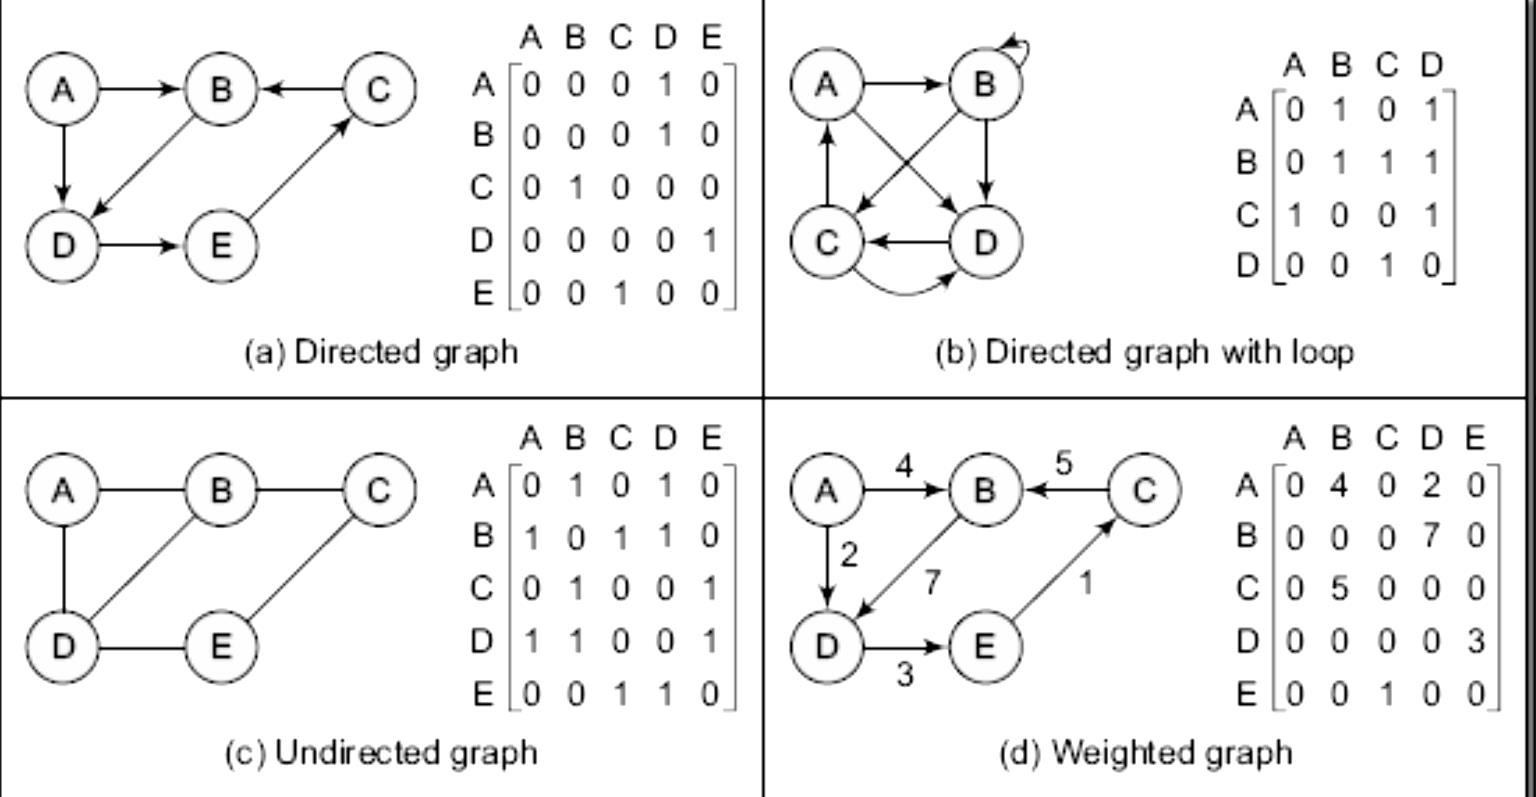 A B C
D E
A B C D E
A 0 0 0 1 0
B 0 0 0 1 0
C 0 1 0 0 0
D 0 0 0 0 1
E 0 0 1 0 0
(a) Directed graph
A B
C D
A B C D
A 0 1 0 1
B 0 1 1 1
C 1 0 0 1
D 0 0 1 0
(b) Directed graph with loop
A B C
D E
A B C D E
A 0 1 0 1 0
B 1 0 1 1 0
C 0 1 0 0 1
D 1 1 0 0 1
E 0 0 1 1 0
(c) Undirected graph
4 5
A B C
2 7 1
D E
3
A B C D E
A 0 4 0 2 0
B 0 0 0 7 0
C 0 5 0 0 0
D 0 0 0 0 3
E 0 0 1 0 0
(d) Weighted graph